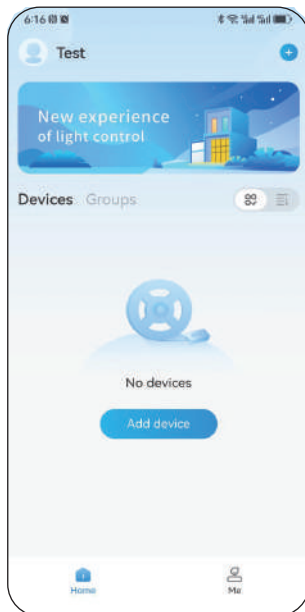 6:16
Test
New experience
of light control
Devices Groups
No devices
Add device
Home Me